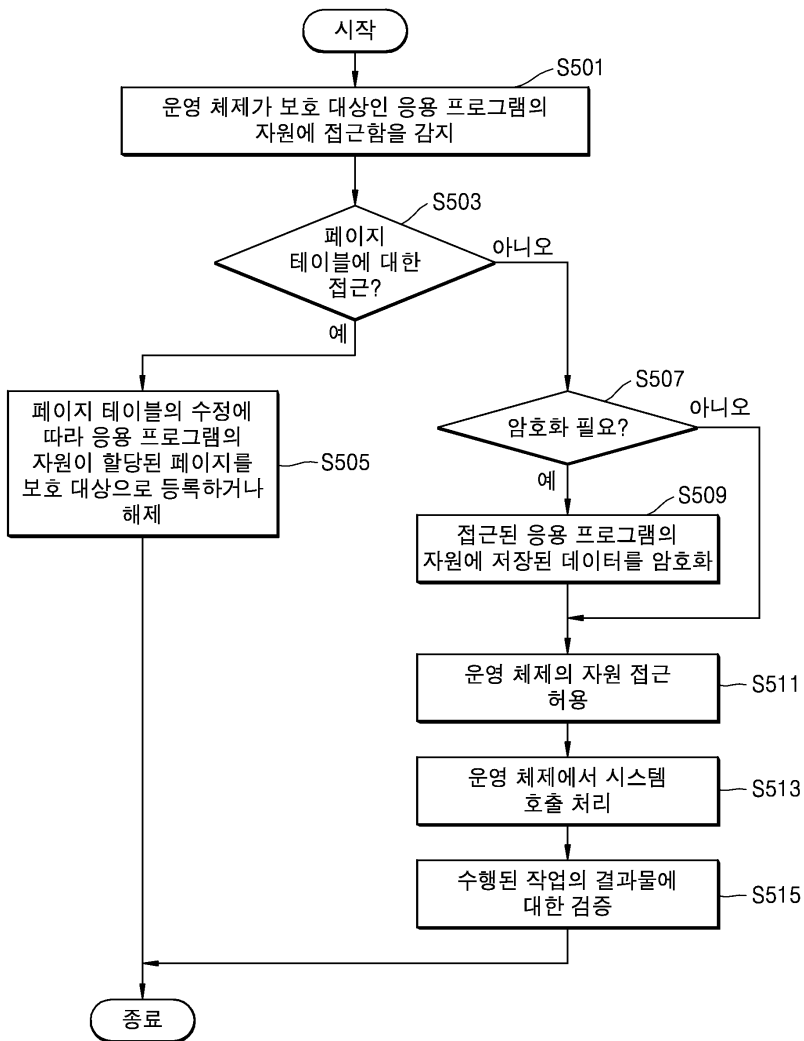 시작
S501
운영 체제가 보호 대상인 응용 프로그램의
자원에 접근함을 감지
S503
페이지
테이블에 대한
접근?
아니오
예
페이지 테이블의 수정에
따라 응용 프로그램의
자원이 할당된 페이지를
보호 대상으로 등록하거나
해제
S505
S507
암호화 필요?
아니오
예
S509
접근된 응용 프로그램의
자원에 저장된 데이터를 암호화
운영 체제의 자원 접근
허용
S511
운영 체제에서 시스템
호출 처리
S513
수행된 작업의 결과물에
대한 검증
S515
종료